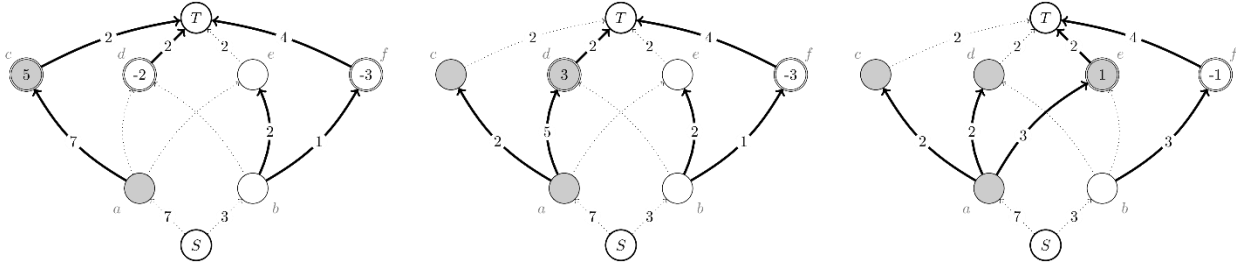 T T T
c 2 2 4 f c 2 2 4 f c 2 2 4 f
d 2 e d 2 e d 2 e
5 -2 -3 3 -3 1 -1
7 2 1 2 5 2 1 2 2 3 3
a 7 3 b a 7 3 b a 7 3 b
S S S